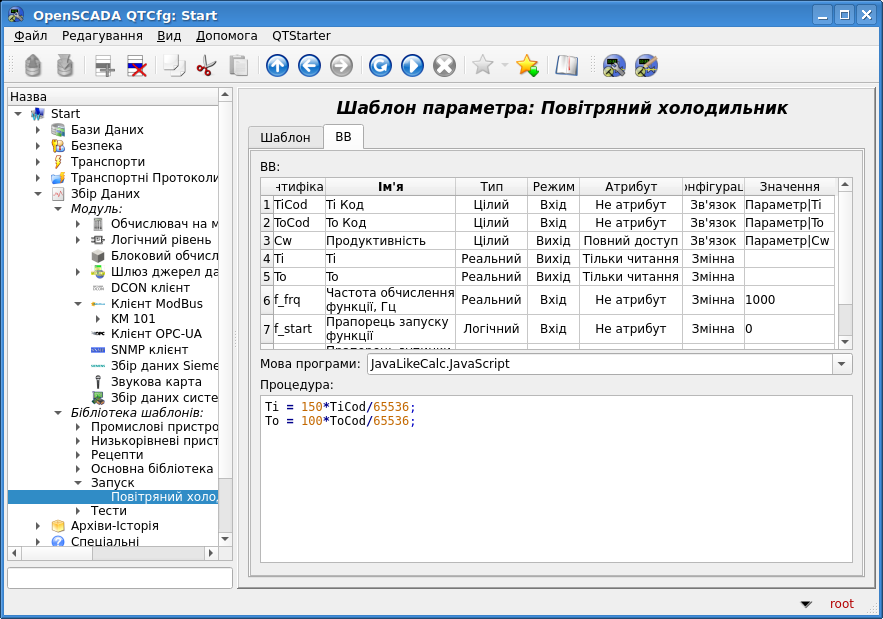 OpenSCADA QTCfg: Start
Файл Редагування Вид Допомога QTStarter
Назва
Start
Бази Даних
Безпека
Транспорти
Транспортні Протоколи
Збір Даних
Модуль:
Обчислювач на м
Логічний рівень
Блоковий обчисл
Шлюз джерел да
DCON клієнт
Клієнт ModBus
KM 101
Клієнт OPC-UA
SNMP клієнт
Збір даних Sieme
Звукова карта
Збір даних систе
Бібліотека шаблонів:
Промислові пристро
Низькорівневі прист
Рецепти
Основна бібліотека
Запуск
Повітряний холод
Тести
Архіви-Історія
Спеціальні
Шаблон параметра: Повітряний холодильник
Шаблон ВВ
ВВ:
нтифіка Ім'я Тип Режим Атрибут онфігурац Значення
1 TiCod Ti Код Цілий Вхід Не атрибут Зв'язок Параметр|Ti
2 ToCod To Код Цілий Вхід Не атрибут Зв'язок Параметр|To
3 Cw Продуктивність Цілий Вихід Повний доступ Зв'язок Параметр|Cw
4 Ti Ti Реальний Вихід Тільки читання Змінна
5 To To Реальний Вихід Тільки читання Змінна
6 f_frq Частота обчислення функції, Гц Реальний Вхід Не атрибут Змінна 1000
7 f_start Прапорець запуску функції Логічний Вхід Не атрибут Змінна 0
Мова програми: JavaLikeCalc.JavaScript
Процедура:
Ti = 150*TiCod/65536;
To = 100*ToCod/65536;
root